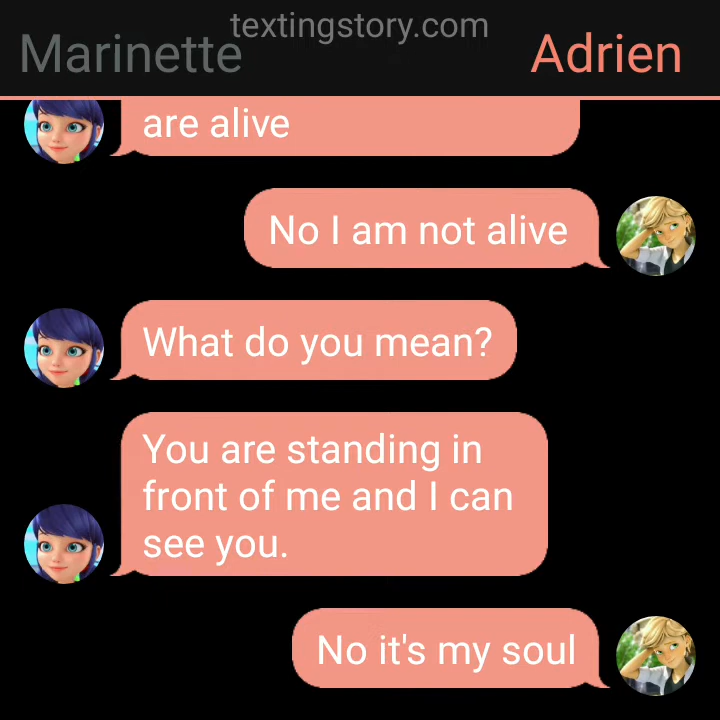 textingstory.com
Marinette
Adrien
are alive
No I am not alive
What do you mean?
You are standing in
front of me and I can
see you.
No it's my soul